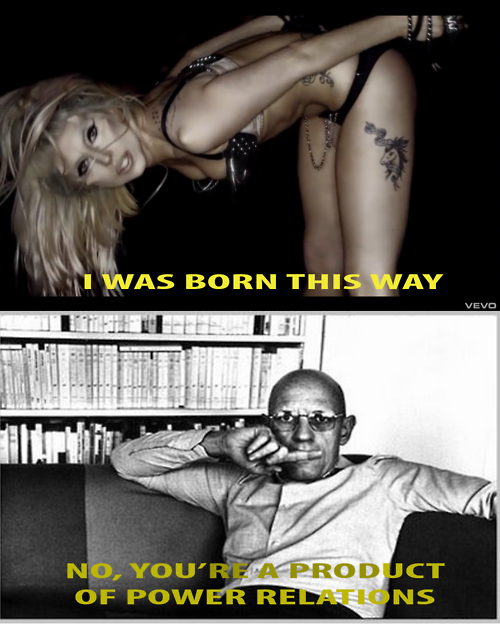 I WAS BORN THIS WAY
VEVO
NO, YOU'RE A PRODUCT
OF POWER RELATIONS